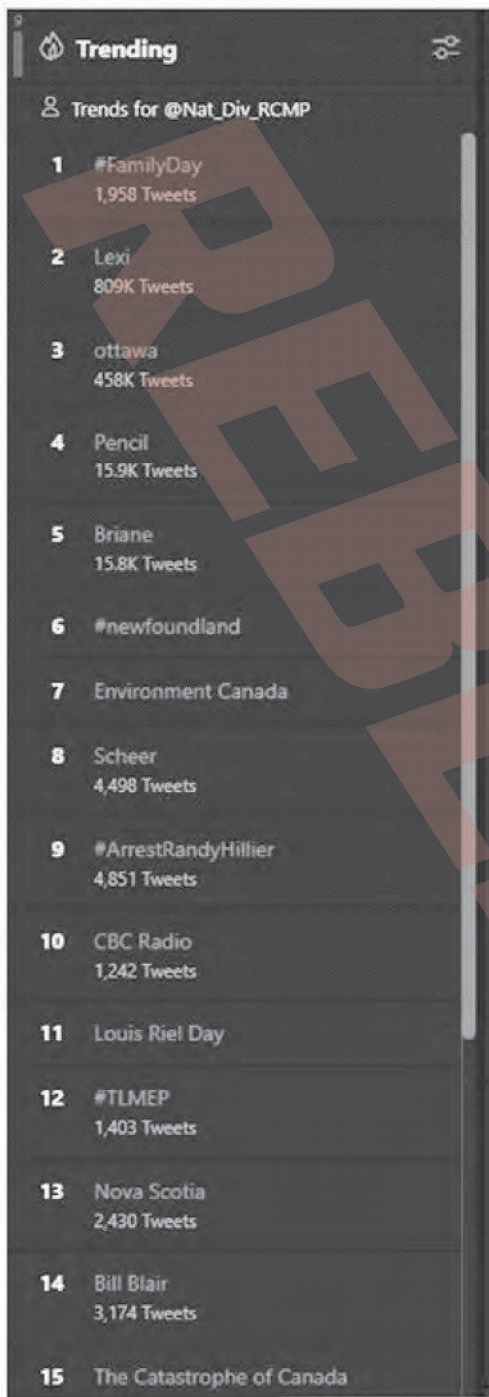 Trending
Trends for @Nat_Div_RCMP
1 #FamilyDay
1,958 Tweets
2 Lexi
809K Tweets
3 ottawa
458K Tweets
4 Pencil
15.9K Tweets
5 Briane
15.8K Tweets
6 #newfoundland
7 Environment Canada
8 Scheer
4,498 Tweets
9 #ArrestRandyHillier
4,851 Tweets
10 CBC Radio
1,242 Tweets
11 Louis Riel Day
12 #TLMEP
1,403 Tweets
13 Nova Scotia
2,430 Tweets
14 Bill Blair
3,174 Tweets
15 The Catastrophe of Canada
REBE